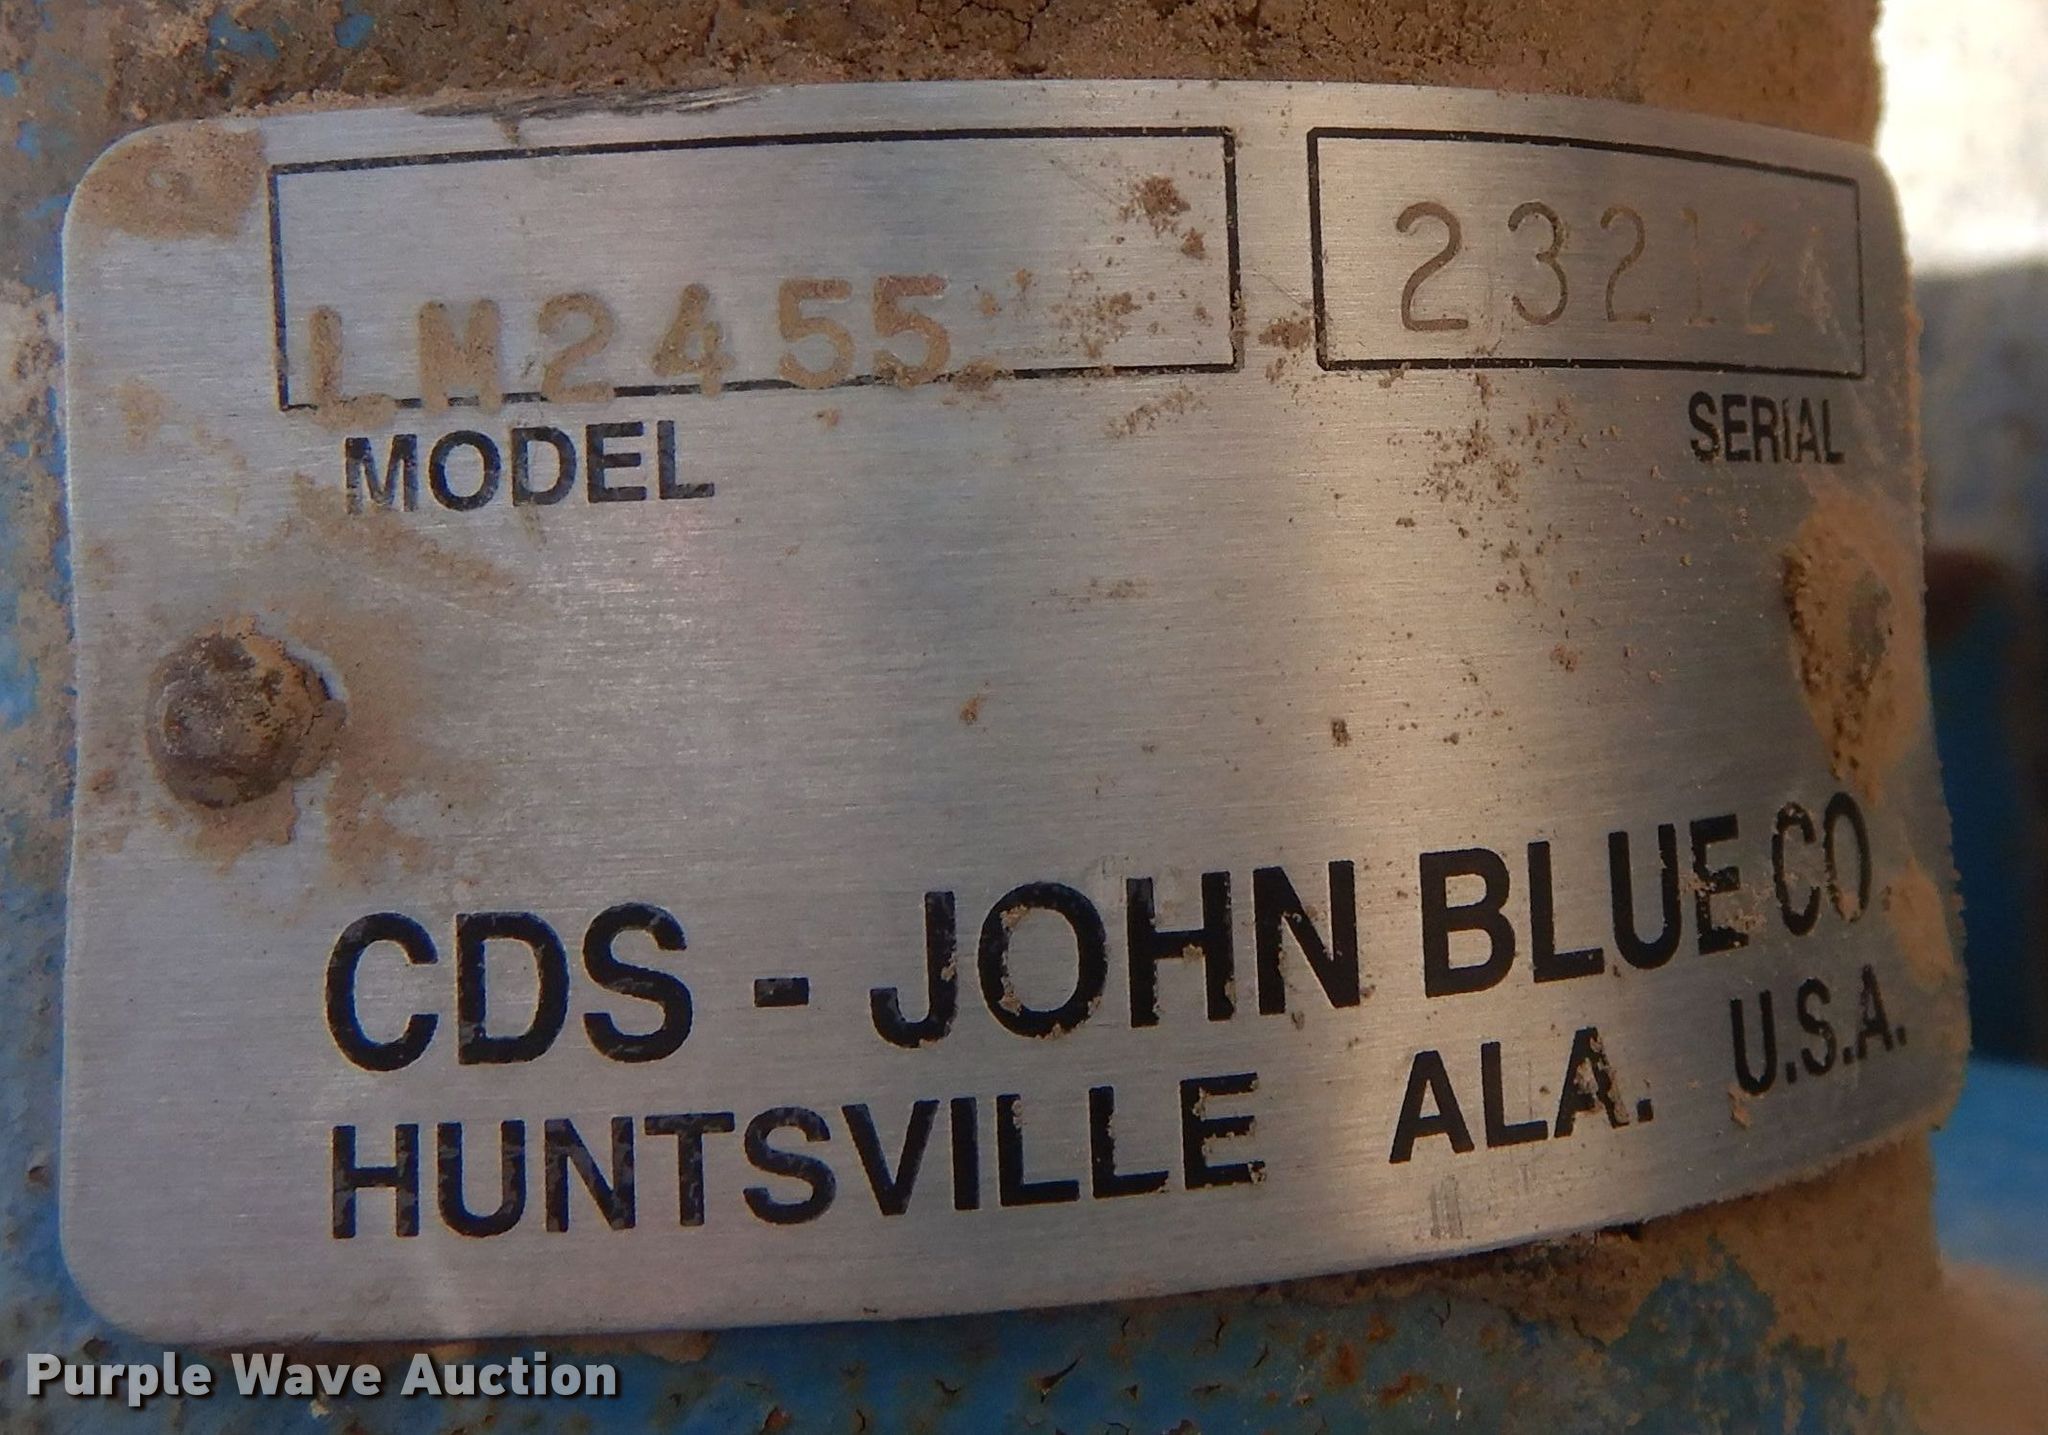 LM2455
MODEL
SERIAL
CDS - JOHN BLUE CO
HUNTSVILLE ALA. U.S.A.
Purple Wave Auction